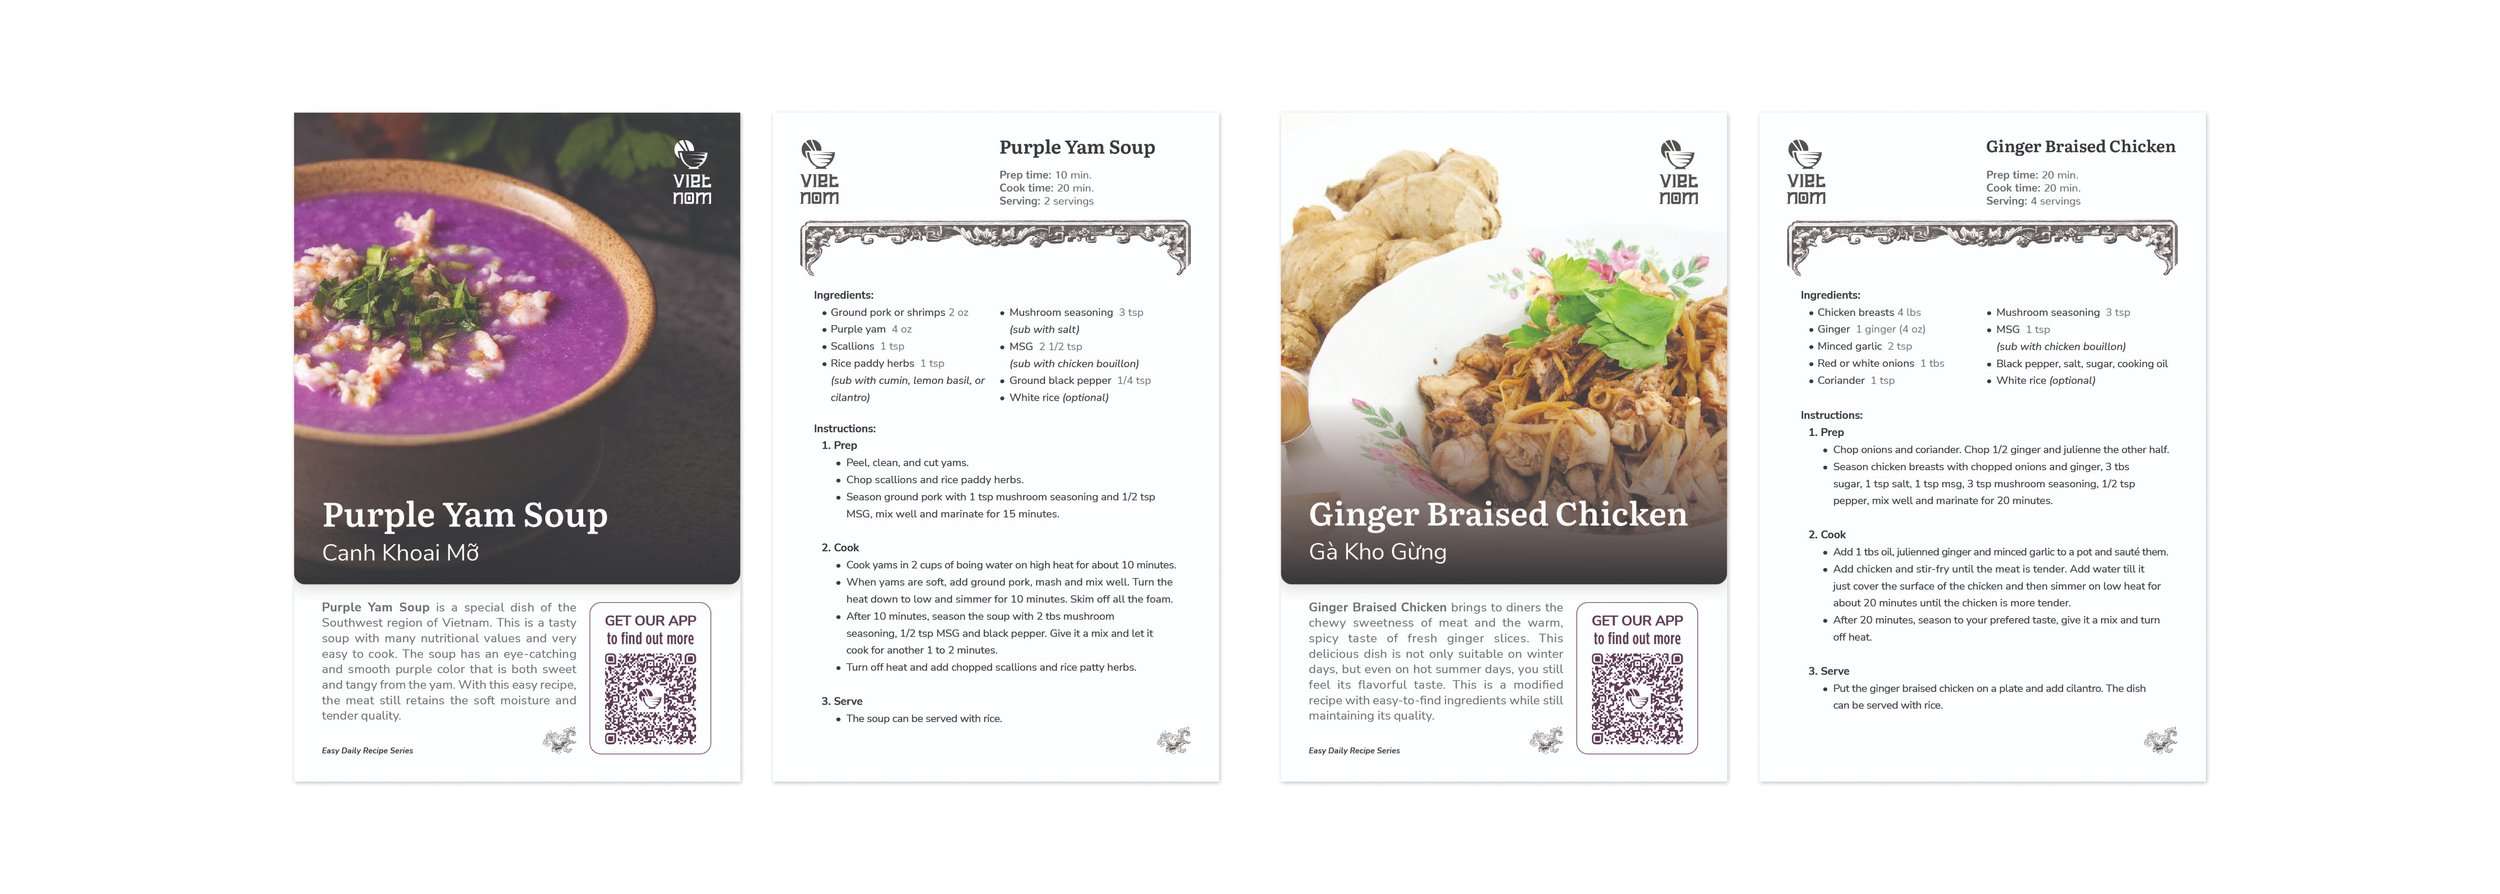 VIET
NOM
Purple Yam Soup
Canh Khoai Mỡ
Purple Yam Soup is a special dish of the
Southwest region of Vietnam. This is a tasty
soup with many nutritional values and very
easy to cook. The soup has an eye-catching
and smooth purple color that is both sweet
and tangy from the yam. With this easy recipe,
the meat still retains the soft moisture and
tender quality.
Easy Daily Recipe Series
GET OUR APP
to find out more
VIET
NOM
Purple Yam Soup
Prep time: 10 min.
Cook time: 20 min.
Serving: 2 servings
Ingredients:
• Ground pork or shrimps 2 oz
• Purple yam 4 oz
• Scallions 1 tsp
• Rice paddy herbs 1 tsp
(sub with cumin, lemon basil, or
cilantro)
• Mushroom seasoning 3 tsp
(sub with salt)
• MSG 2 1/2 tsp
(sub with chicken bouillon)
• Ground black pepper 1/4 tsp
• White rice (optional)
Instructions:
1. Prep
• Peel, clean, and cut yams.
• Chop scallions and rice paddy herbs.
• Season ground pork with 1 tsp mushroom seasoning and 1/2 tsp
MSG, mix well and marinate for 15 minutes.
2. Cook
• Cook yams in 2 cups of boing water on high heat for about 10 minutes.
• When yams are soft, add ground pork, mash and mix well. Turn the
heat down to low and simmer for 10 minutes. Skim off all the foam.
• After 10 minutes, season the soup with 2 tbs mushroom
seasoning, 1/2 tsp MSG and black pepper. Give it a mix and let it
cook for another 1 to 2 minutes.
• Turn off heat and add chopped scallions and rice patty herbs.
3. Serve
• The soup can be served with rice.
VIET
NOM
Ginger Braised Chicken
Gà Kho Gừng
Ginger Braised Chicken brings to diners the
chewy sweetness of meat and the warm,
spicy taste of fresh ginger slices. This
delicious dish is not only suitable on winter
days, but even on hot summer days, you still
feel its flavorful taste. This is a modified
recipe with easy-to-find ingredients while still
maintaining its quality.
Easy Daily Recipe Series
GET OUR APP
to find out more
VIET
NOM
Ginger Braised Chicken
Prep time: 20 min.
Cook time: 20 min.
Serving: 4 servings
Ingredients:
• Chicken breasts 4 lbs
• Ginger 1 ginger (4 oz)
• Minced garlic 2 tsp
• Red or white onions 1 tbs
• Coriander 1 tsp
• Mushroom seasoning 3 tsp
• MSG 1 tsp
(sub with chicken bouillon)
• Black pepper, salt, sugar, cooking oil
• White rice (optional)
Instructions:
1. Prep
• Chop onions and coriander. Chop 1/2 ginger and julienne the other half.
• Season chicken breasts with chopped onions and ginger, 3 tbs
sugar, 1 tsp salt, 1 tsp msg, 3 tsp mushroom seasoning, 1/2 tsp
pepper, mix well and marinate for 20 minutes.
2. Cook
• Add 1 tbs oil, julienned ginger and minced garlic to a pot and sauté them.
• Add chicken and stir-fry until the meat is tender. Add water till it
just cover the surface of the chicken and then simmer on low heat for
about 20 minutes until the chicken is more tender.
• After 20 minutes, season to your prefered taste, give it a mix and turn
off heat.
3. Serve
• Put the ginger braised chicken on a plate and add cilantro. The dish
can be served with rice.